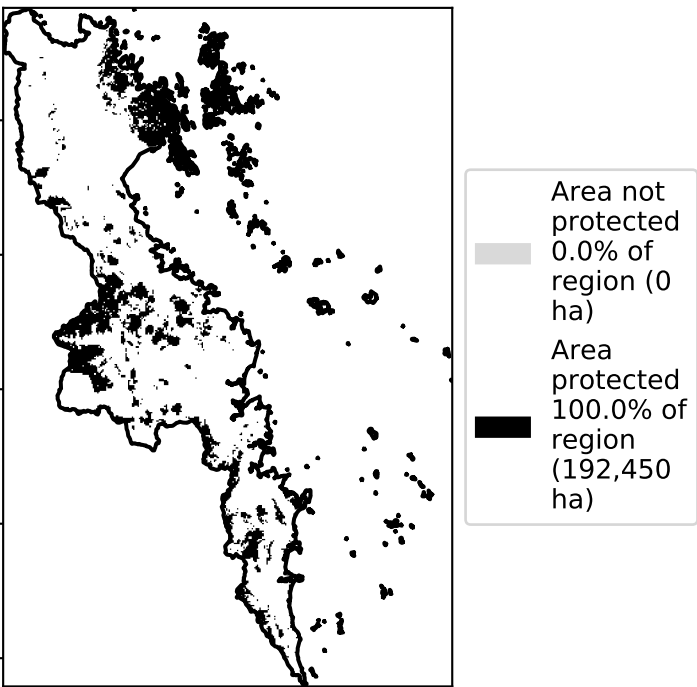 Area not
protected
0.0% of
region (0
ha)
Area
protected
100.0% of
region
(192,450
ha)